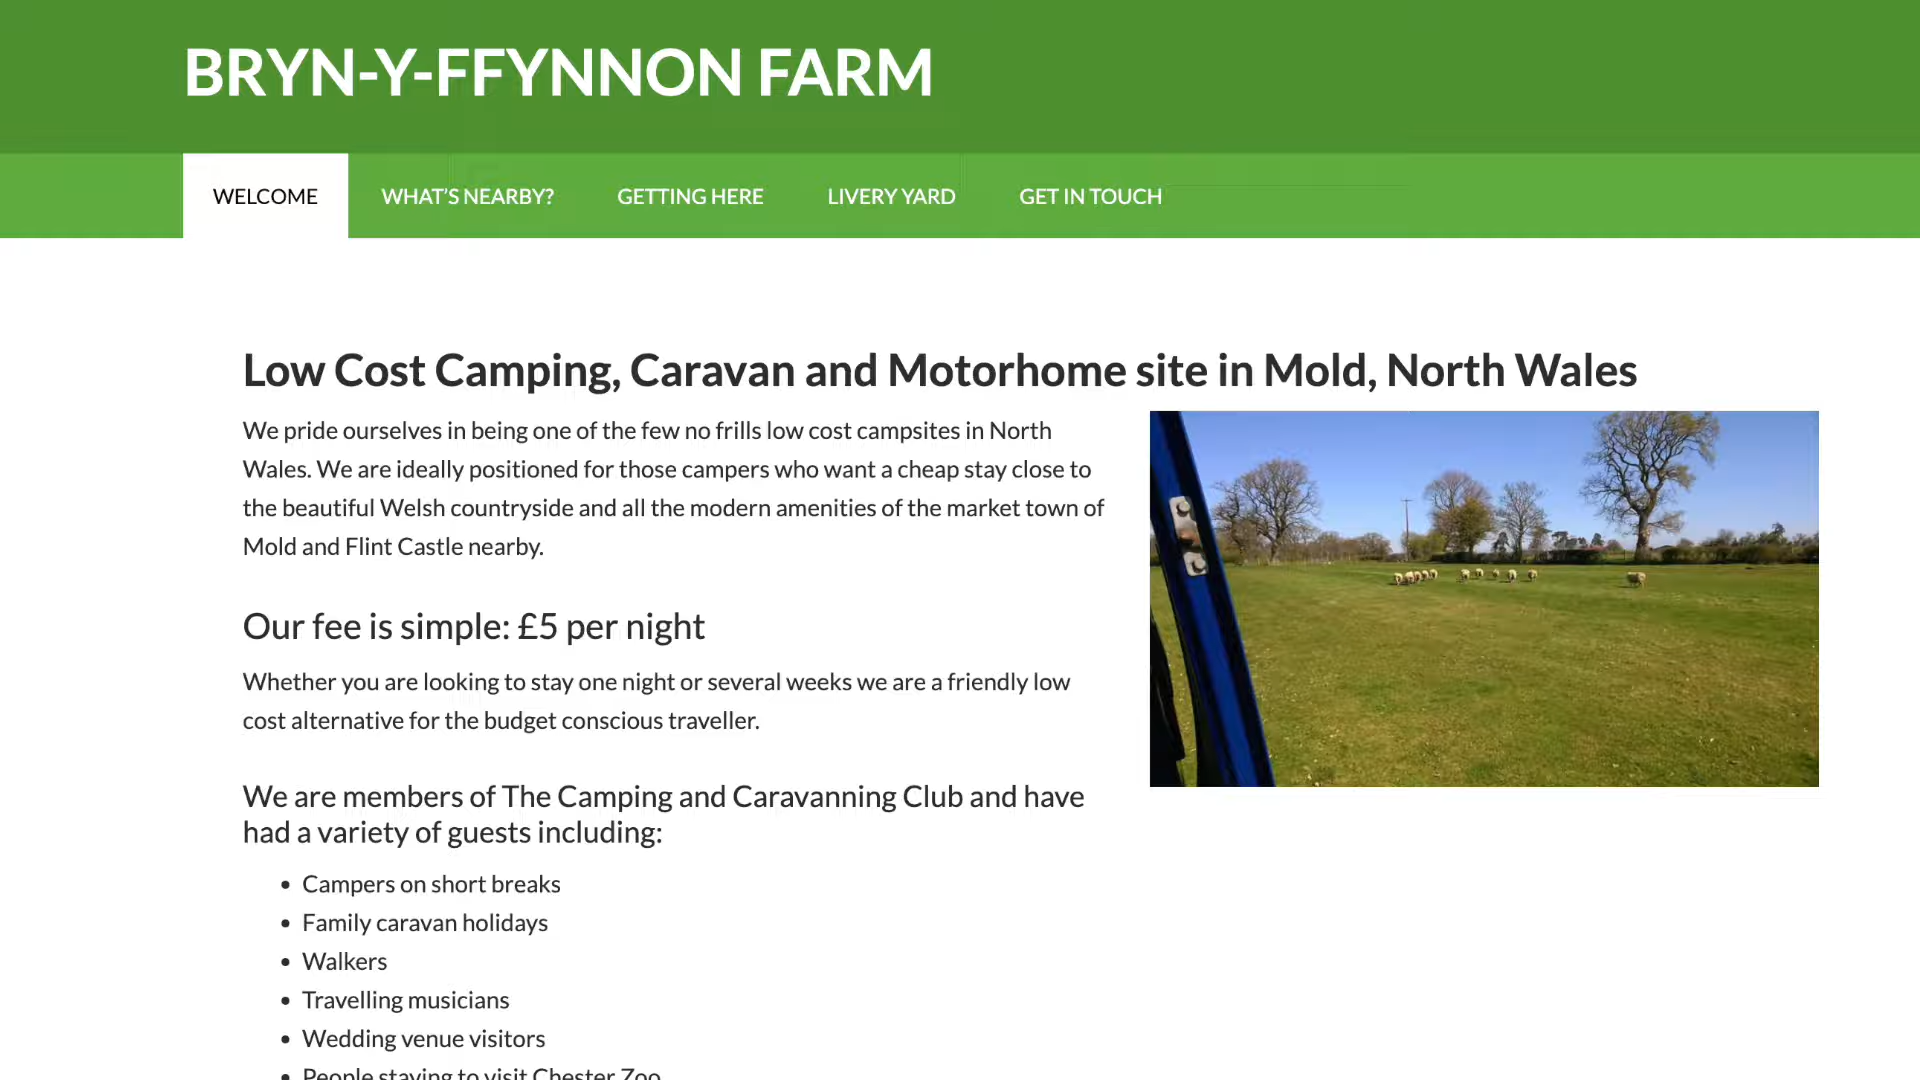 BRYN-Y-FFYNNON FARM
WELCOME
WHAT'S NEARBY?
GETTING HERE
LIVERY YARD
GET IN TOUCH
Low Cost Camping, Caravan and Motorhome site in Mold, North Wales
We pride ourselves in being one of the few no frills low cost campsites in North
Wales. We are ideally positioned for those campers who want a cheap stay close to
the beautiful Welsh countryside and all the modern amenities of the market town of
Mold and Flint Castle nearby.
Our fee is simple: £5 per night
Whether you are looking to stay one night or several weeks we are a friendly low
cost alternative for the budget conscious traveller.
We are members of The Camping and Caravanning Club and have
had a variety of guests including:
• Campers on short breaks
• Family caravan holidays
• Walkers
• Travelling musicians
• Wedding venue visitors
• People staying to visit Chester Zoo